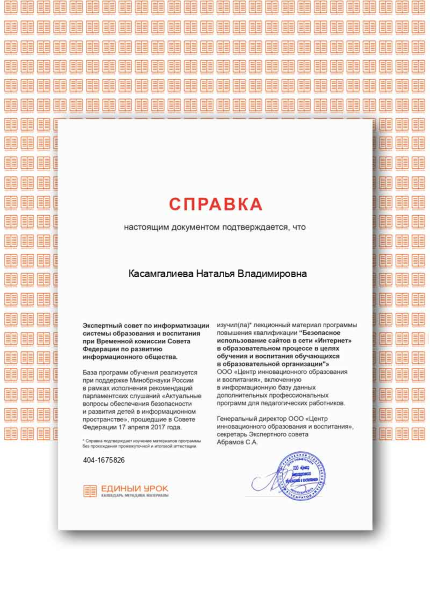 СПРАВКА
настоящим документом подтверждается, что
Касамгалиева Наталья Владимировна
Экспертный совет по информатизации
системы образования и воспитания
при Временной комиссии Совета
Федерации по развитию
информационного общества.
База программ обучения реализуется
при поддержке Минобрнауки России
в рамках исполнения рекомендаций
парламентских слушаний «Актуальные
вопросы обеспечения безопасности
и развития детей в информационном
пространстве», прошедшие в Совете
Федерации 17 апреля 2017 года.
* Справка подтверждает изучение материалов программы
без прохождения промежуточной и итоговой аттестации.
404-1675826
ЕДИНЫЙ УРОК
КАЛЕНДАРЬ МЕТОДИКА МАТЕРИАЛЫ
изучил(ла)* лекционный материал программы
повышения квалификации "Безопасное
использование сайтов в сети «Интернет»
в образовательном процессе в целях
обучения и воспитания обучающихся
в образовательной организации"»
ООО «Центр инновационного образования
и воспитания», включенную
в информационную базу данных
дополнительных профессиональных
программ для педагогических работников.
Генеральный директор ООО «Центр
инновационного образования и воспитания»,
секретарь Экспертного совета
Абрамов С.А.